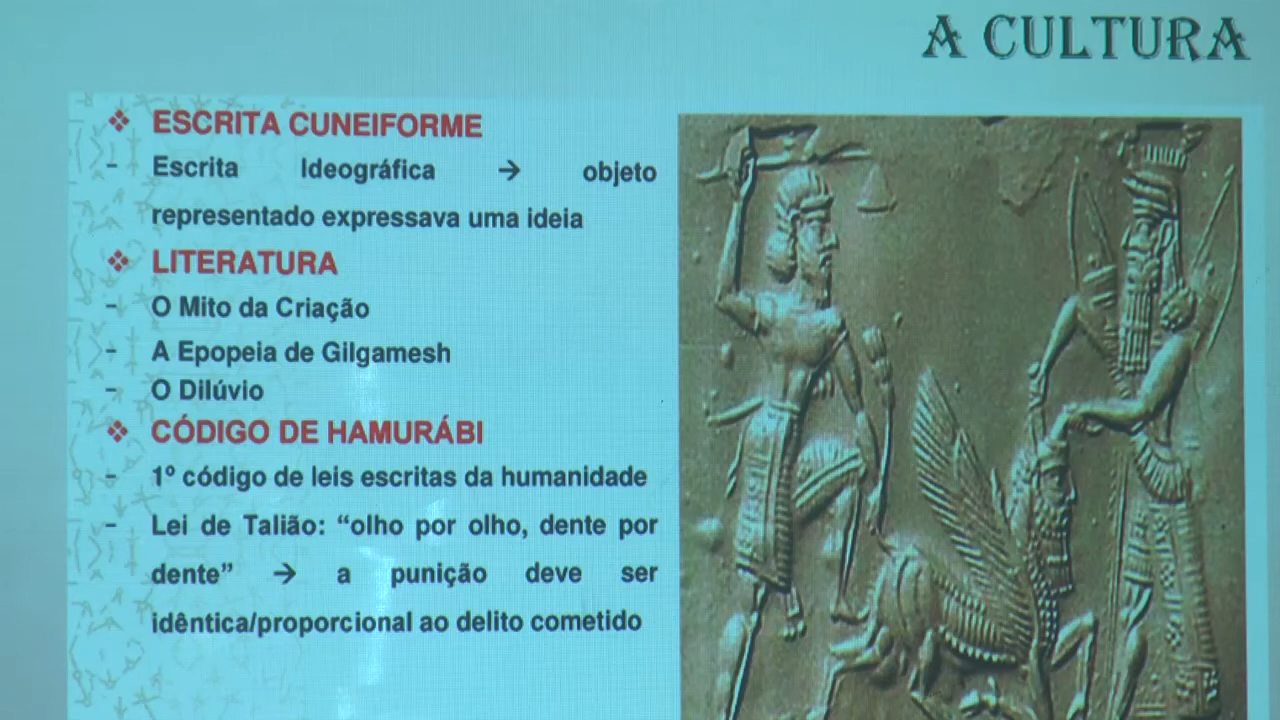 A CULTURA
❖ ESCRITA CUNEIFORME
- Escrita Ideográfica → objeto
representado expressava uma ideia
❖ LITERATURA
- O Mito da Criação
- A Epopeia de Gilgamesh
- O Dilúvio
❖ CÓDIGO DE HAMURÁBI
- 1º código de leis escritas da humanidade
- Lei de Talião: “olho por olho, dente por
dente” → a punição deve ser
idêntica/proporcional ao delito cometido